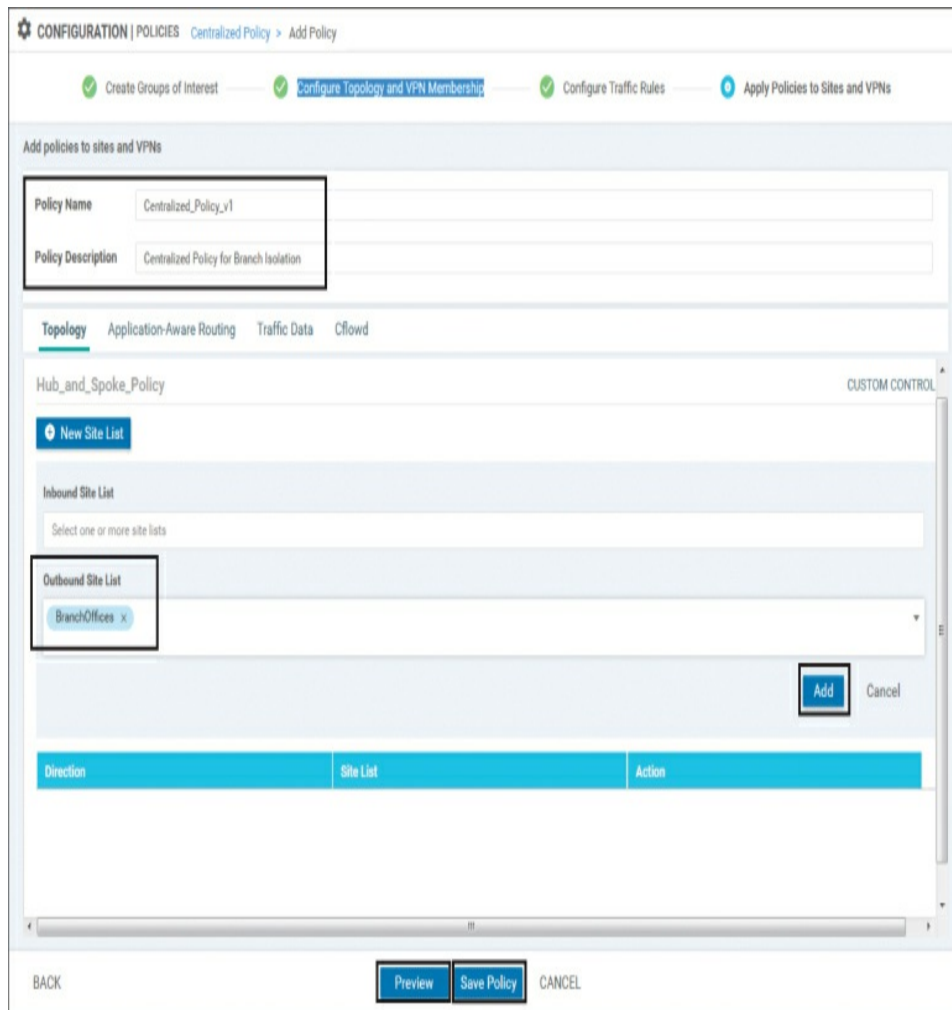 CONFIGURATION | POLICIES Centralized Policy > Add Policy
Create Groups of Interest Configure Topology and VPN Membership Configure Traffic Rules Apply Policies to Sites and VPNs
Add policies to sites and VPNs
Policy Name Centralized_Policy_v1
Policy Description Centralized Policy for Branch Isolation
Topology Application-Aware Routing Traffic Data Cflowd
Hub_and_Spoke_Policy CUSTOM CONTROL
New Site List
Inbound Site List
Select one or more site lists
Outbound Site List
BranchOffices x
Add Cancel
Direction Site List Action
BACK Preview Save Policy CANCEL